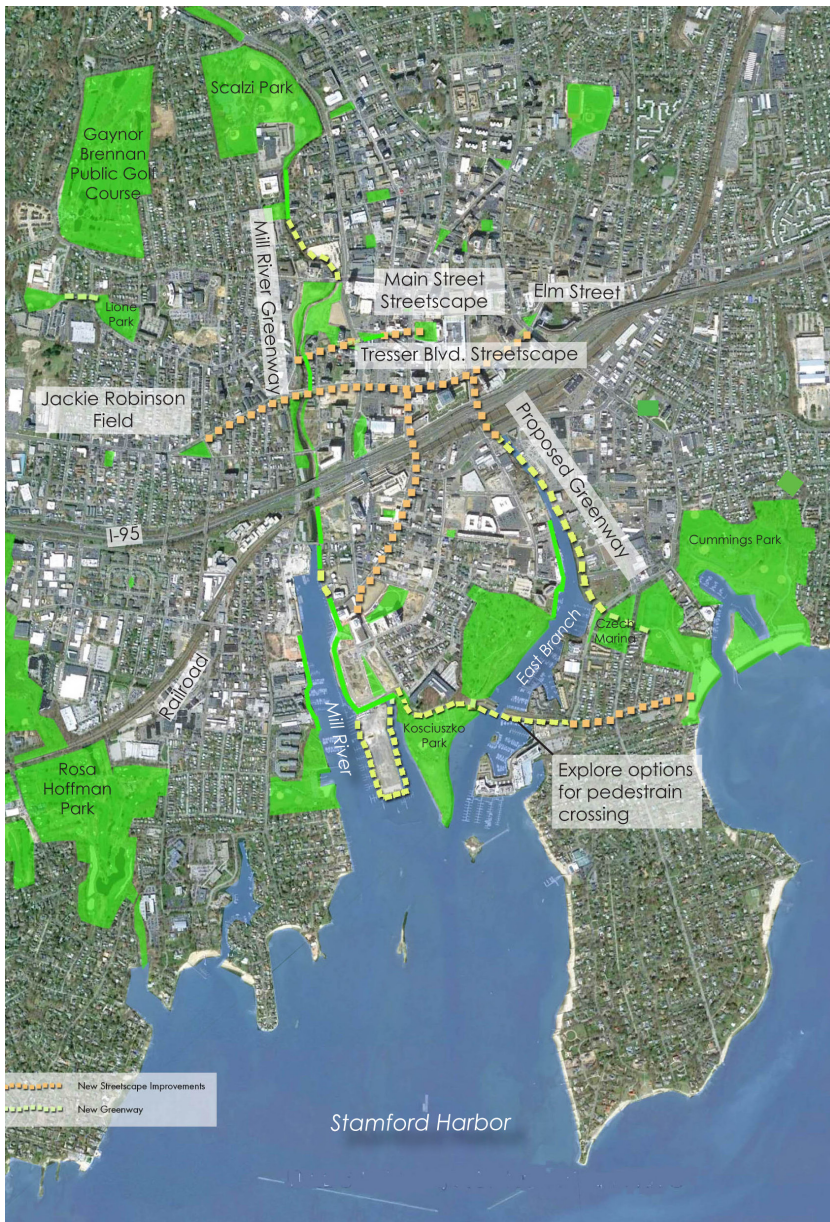 Scalzi Park
Gaynor
Brennan
Public Golf
Course
Mill River Greenway
Main Street
Streetscape
Elm Street
Lione
Park
Tresser Blvd. Streetscape
Jackie Robinson
Field
Proposed Greenway
I-95
Cummings Park
Czech
Marina
East Branch
Railroad
Mill River
Kosciuszko
Park
Rosa
Hoffman
Park
Explore options
for pedestrain
crossing
New Streetscape Improvements
New Greenway
Stamford Harbor